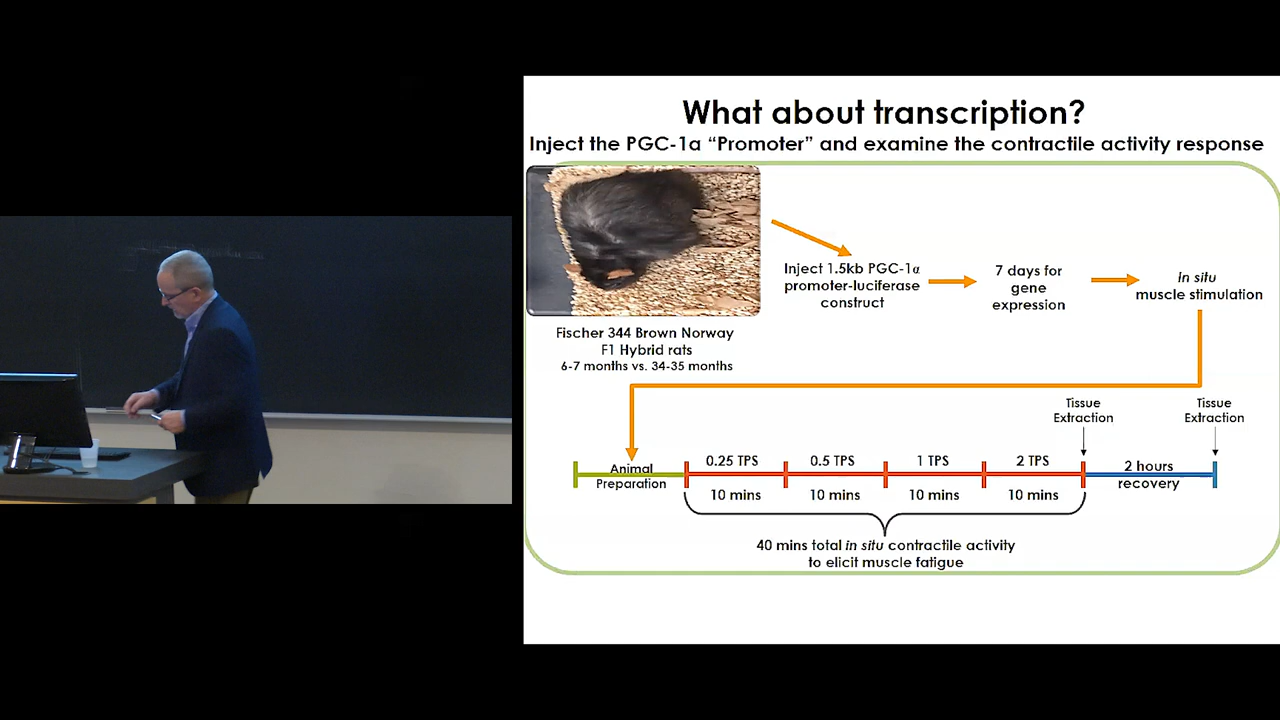 What about transcription?
Inject the PGC-1α “Promoter” and examine the contractile activity response
Inject 1.5kb PGC-1α
promoter-luciferase
construct
7 days for
gene
expression
in situ
muscle stimulation
Fischer 344 Brown Norway
F1 Hybrid rats
6-7 months vs. 34-35 months
Tissue
Extraction
Tissue
Extraction
Animal
Preparation
0.25 TPS
0.5 TPS
1 TPS
2 TPS
10 mins
10 mins
10 mins
10 mins
2 hours
recovery
40 mins total in situ contractile activity
to elicit muscle fatigue